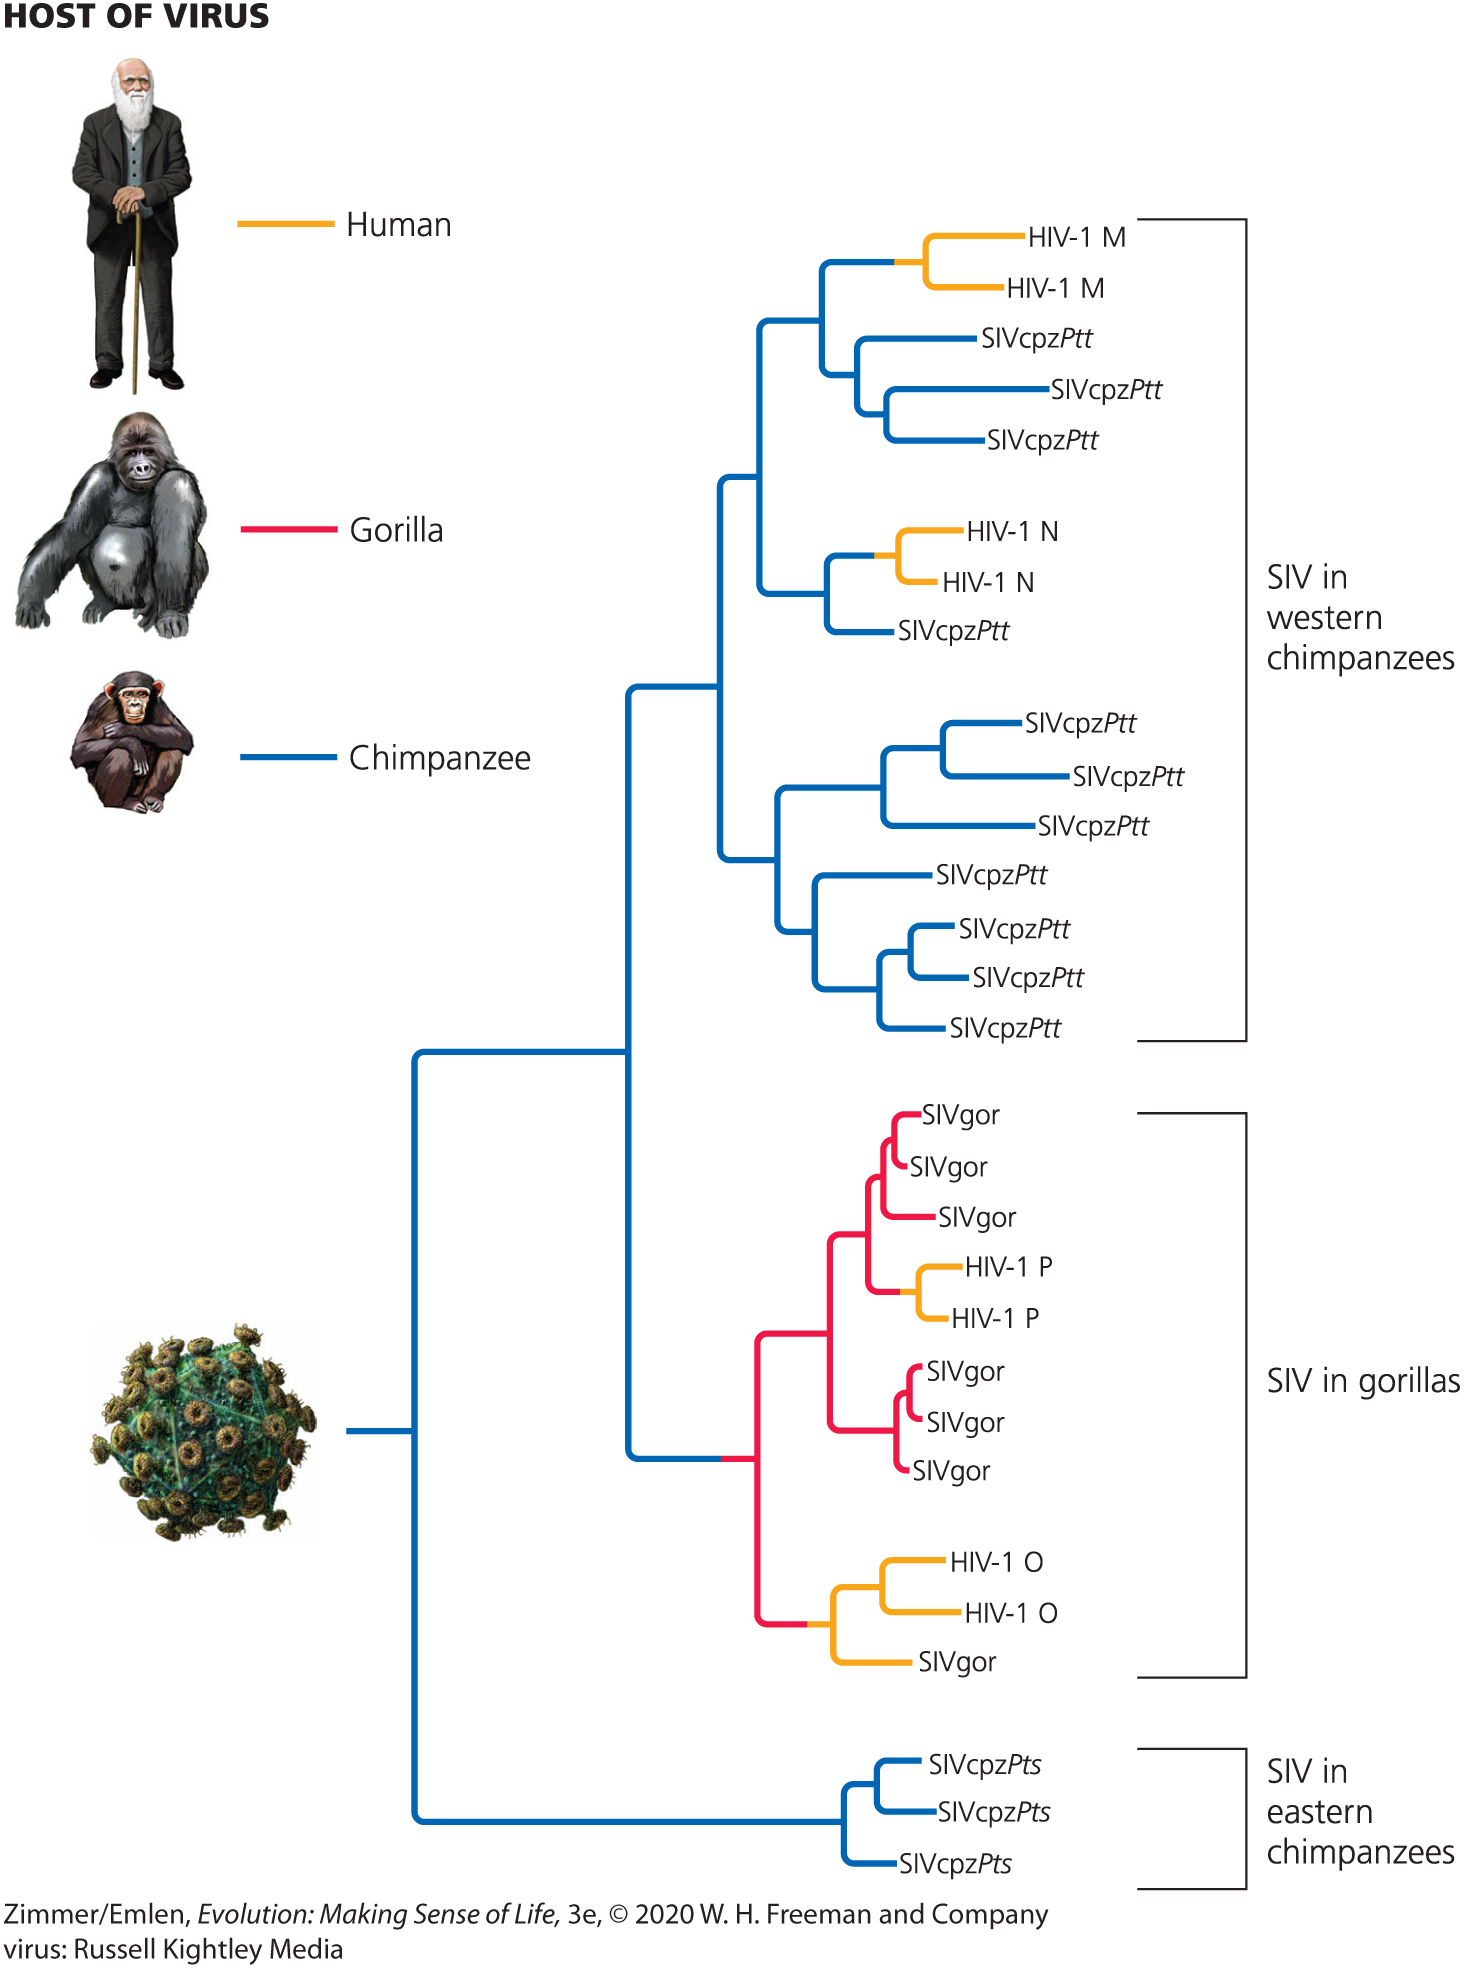 HOST OF VIRUS
Human
Gorilla
Chimpanzee
HIV-1 M
HIV-1 M
SIVcpzPtt
SIVcpzPtt
SIVcpzPtt
HIV-1 N
HIV-1 N
SIVcpzPtt
SIVcpzPtt
SIVcpzPtt
SIVcpzPtt
SIVcpzPtt
SIVcpzPtt
SIVcpzPtt
SIVcpzPtt
SIV in
western
chimpanzees
SIVgor
SIVgor
SIVgor
HIV-1 P
HIV-1 P
SIVgor
SIVgor
SIVgor
HIV-1 O
HIV-1 O
SIVgor
SIV in gorillas
SIVcpzPts
SIVcpzPts
SIVcpzPts
SIV in
eastern
chimpanzees
Zimmer/Emlen, Evolution: Making Sense of Life, 3e, © 2020 W. H. Freeman and Company
virus: Russell Kightley Media